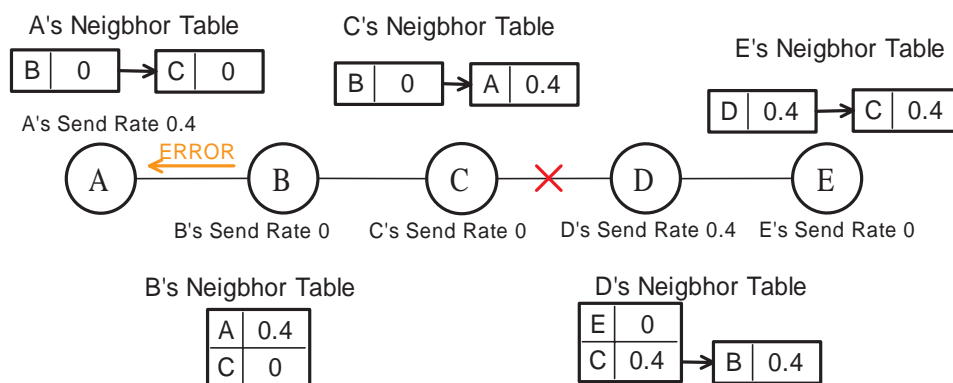 A's Neigbhor Table
B 0 C 0
A's Send Rate 0.4
C's Neigbhor Table
B 0 A 0.4
E's Neigbhor Table
D 0.4 C 0.4
ERROR
A B C D E
B's Send Rate 0 C's Send Rate 0 D's Send Rate 0.4 E's Send Rate 0
B's Neigbhor Table
A 0.4
C 0
D's Neigbhor Table
E 0
C 0.4 B 0.4